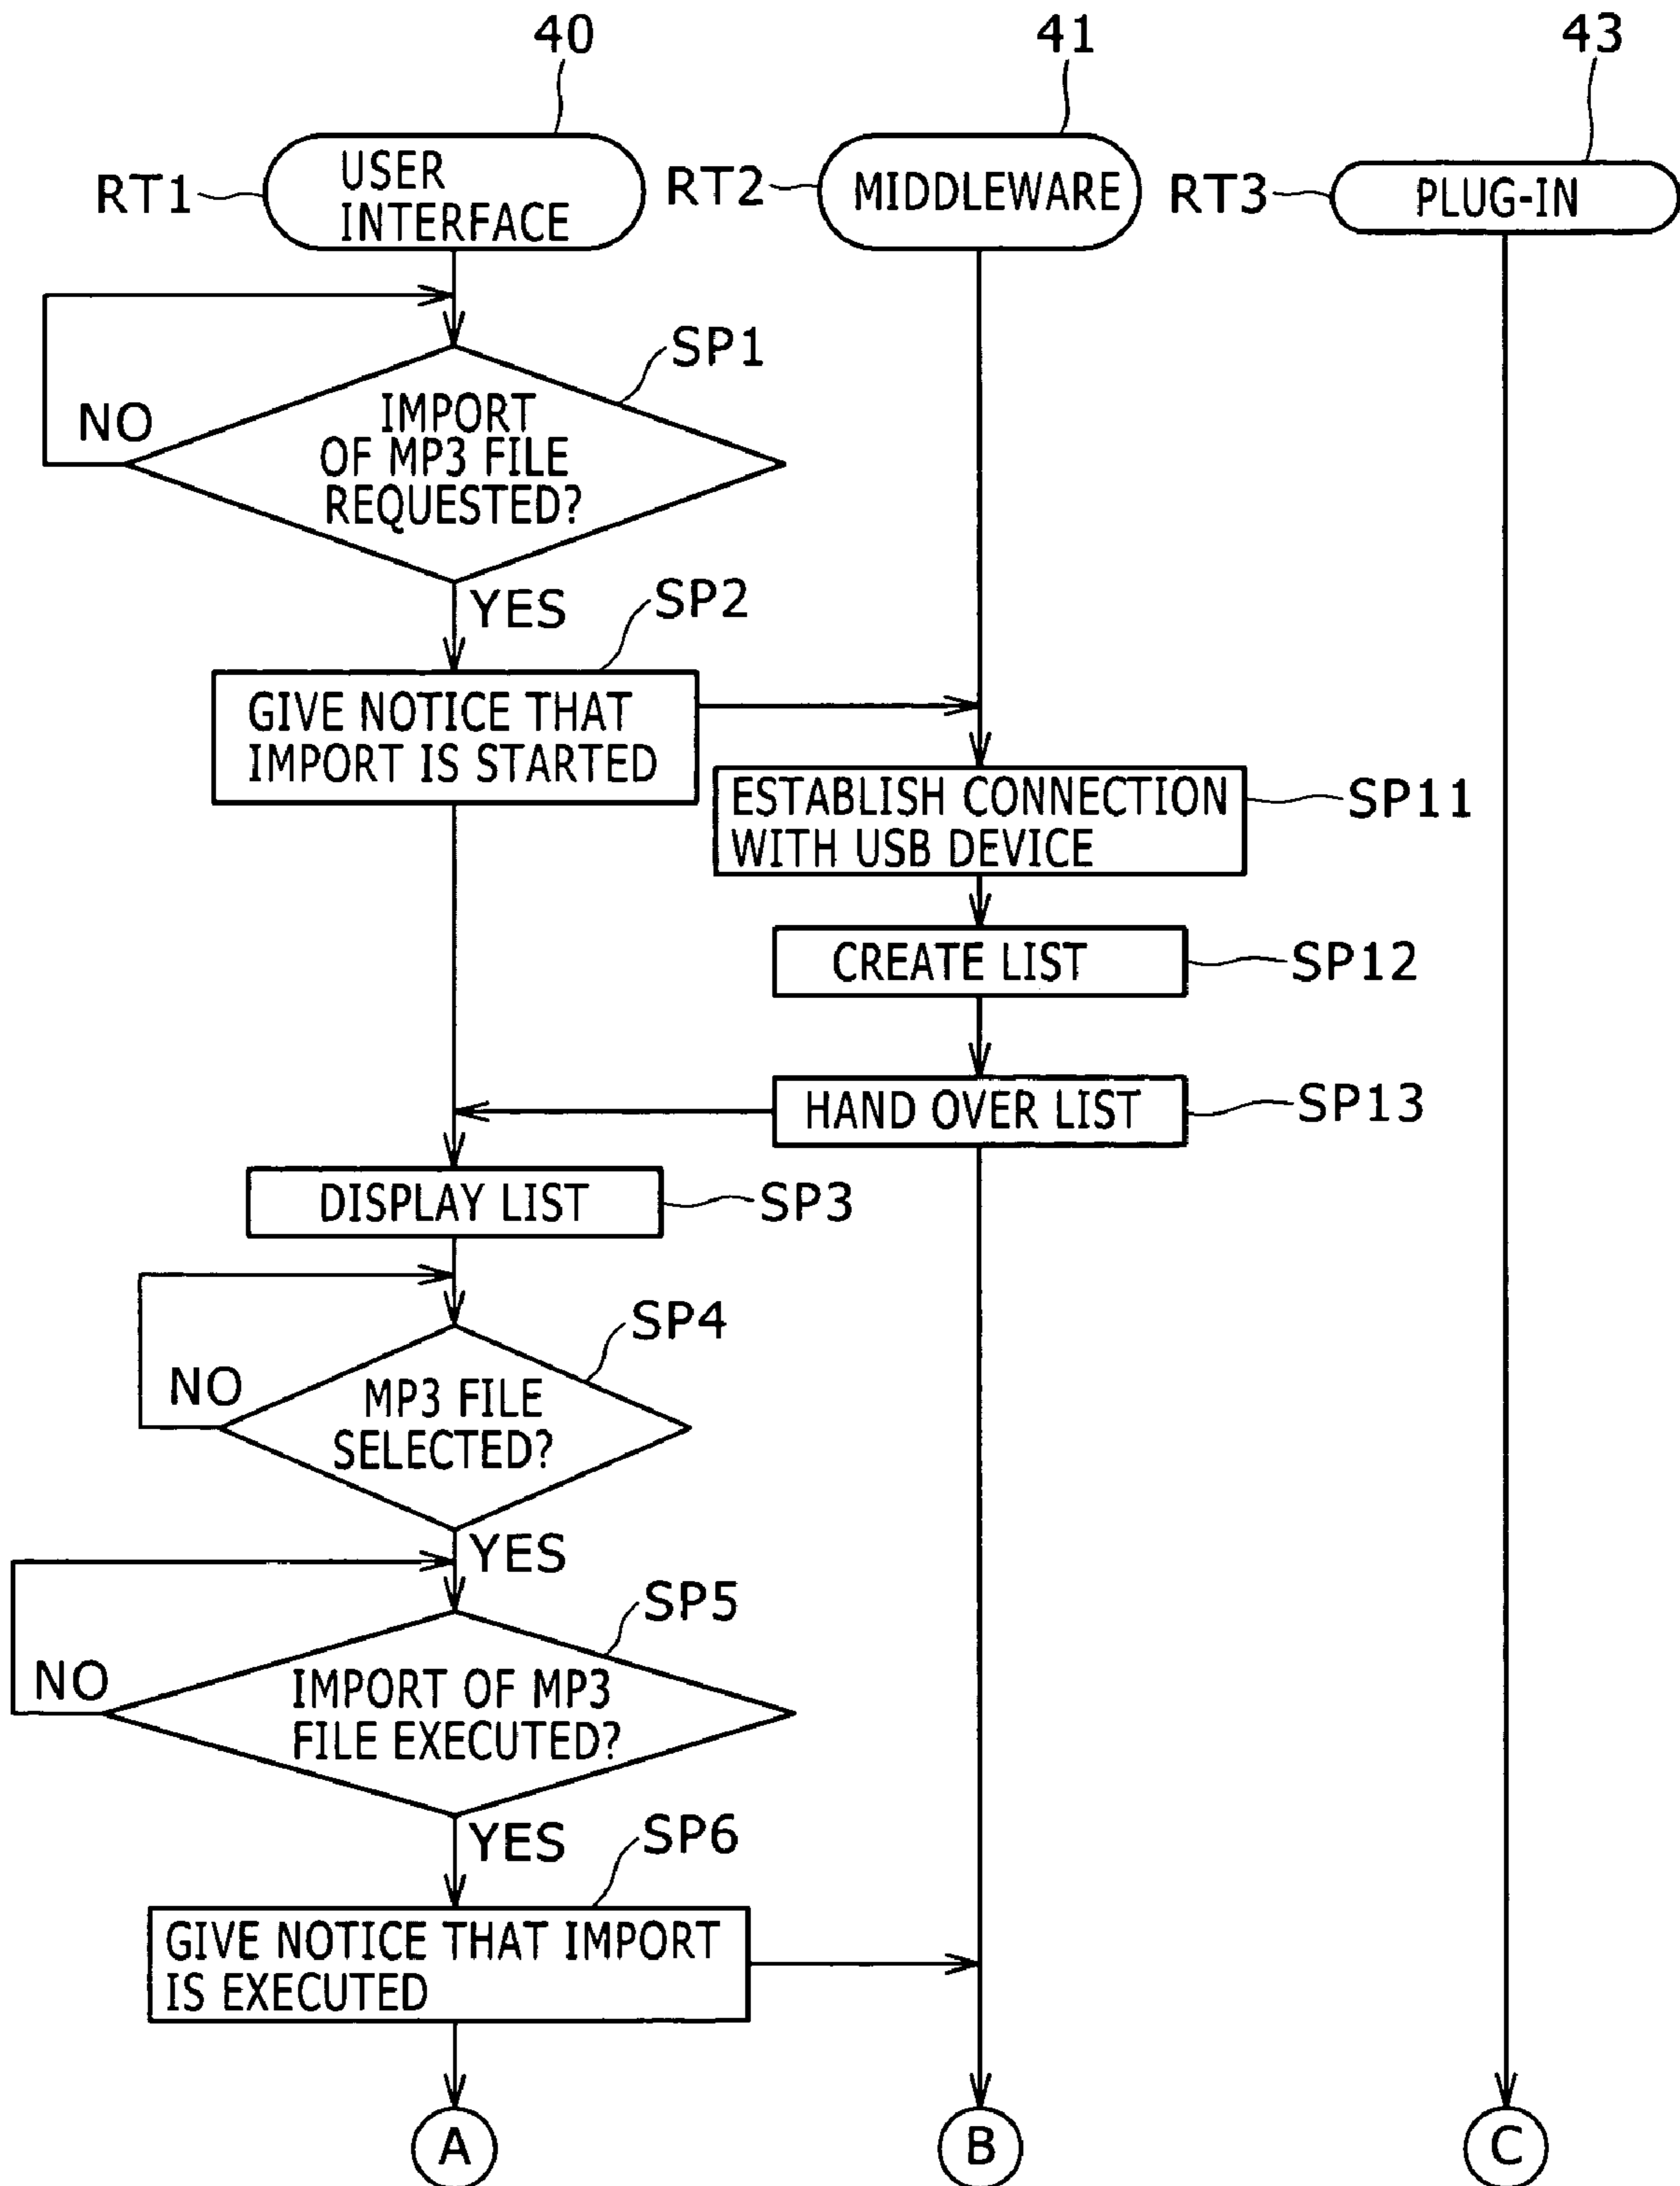 40
41
43
RT1
USER
INTERFACE
RT2
MIDDLEWARE
RT3
PLUG-IN
SP1
NO
IMPORT
OF MP3 FILE
REQUESTED?
YES
SP2
GIVE NOTICE THAT
IMPORT IS STARTED
ESTABLISH CONNECTION
WITH USB DEVICE
SP11
CREATE LIST
SP12
HAND OVER LIST
SP13
DISPLAY LIST
SP3
SP4
NO
MP3 FILE
SELECTED?
YES
SP5
NO
IMPORT OF MP3
FILE EXECUTED?
YES
SP6
GIVE NOTICE THAT IMPORT
IS EXECUTED
A
B
C